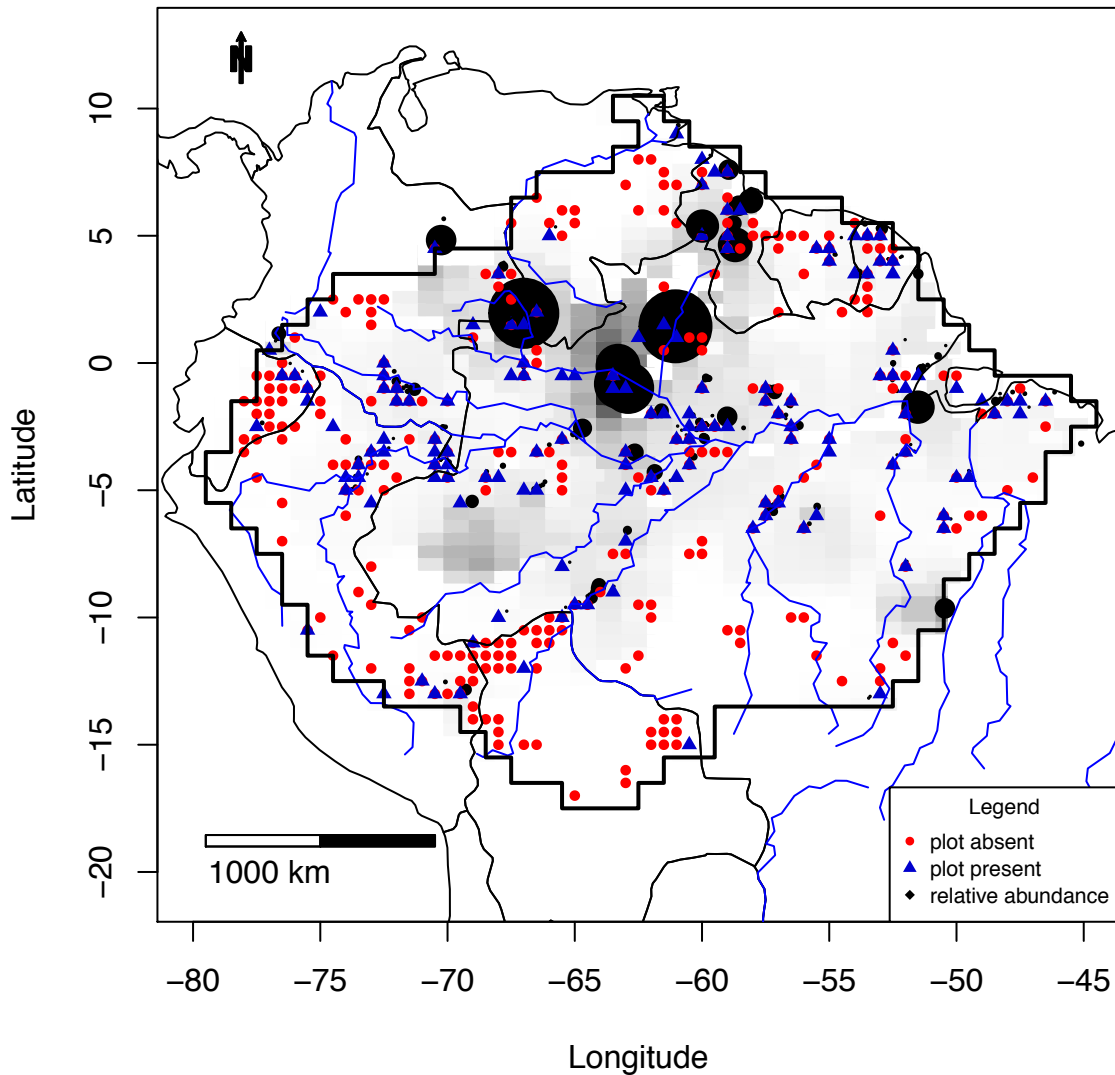 N
10
5
0
−5
−10
−15
−20
Latitude
1000 km
Legend
plot absent
plot present
relative abundance
−80 −75 −70 −65 −60 −55 −50 −45
Longitude